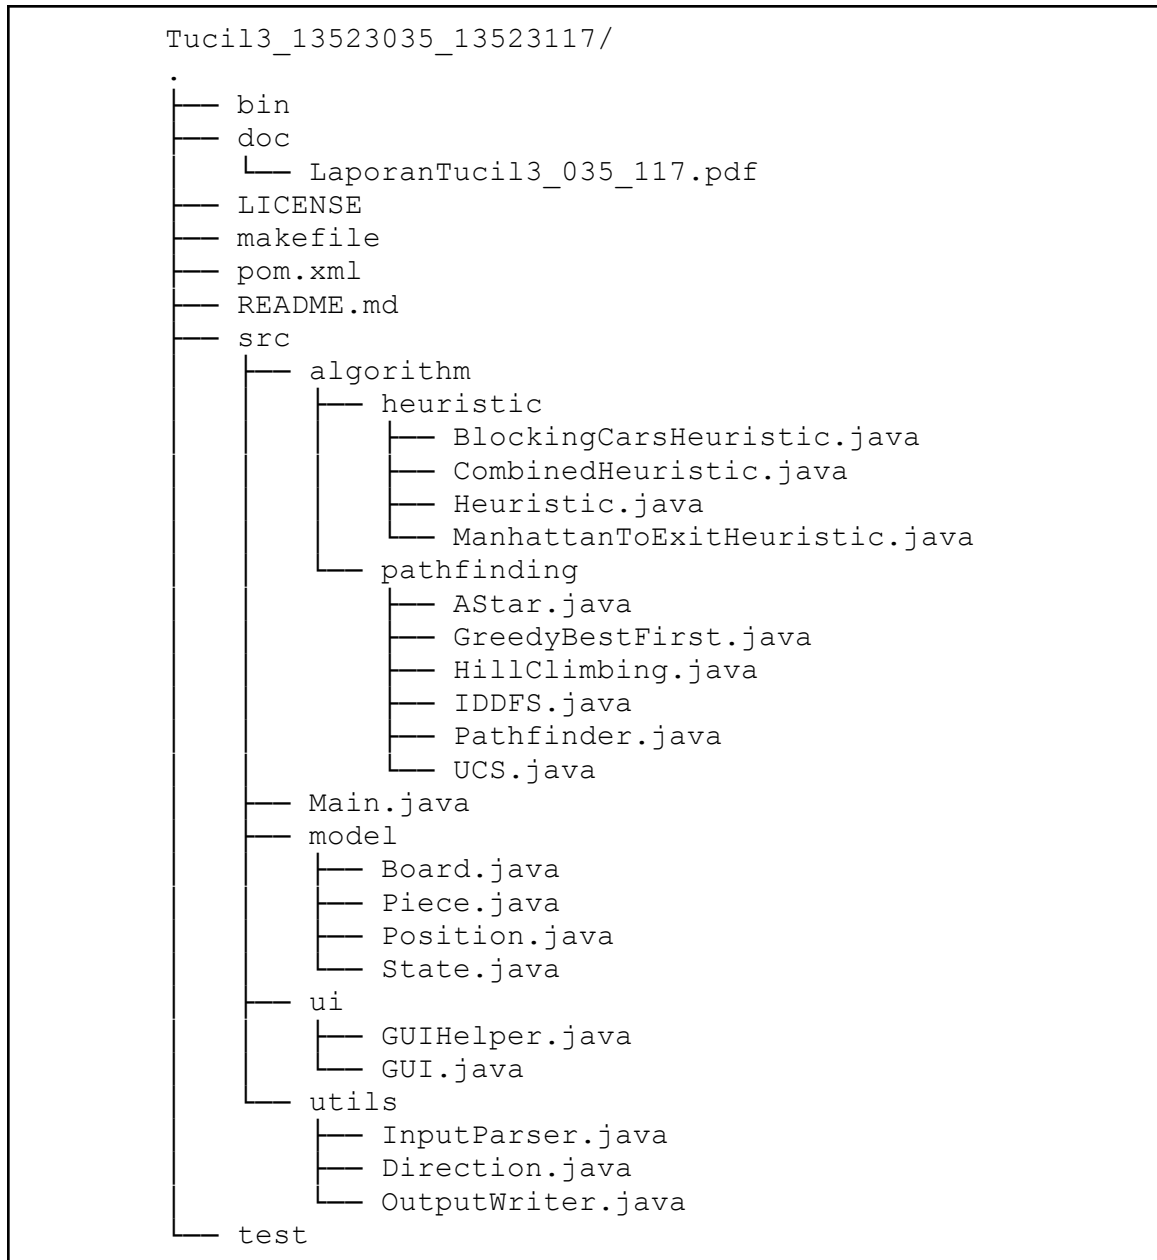 Tucil3_13523035_13523117/
.
├── bin
├── doc
│   └── LaporanTucil3_035_117.pdf
├── LICENSE
├── makefile
├── pom.xml
├── README.md
├── src
│   ├── algorithm
│   │   ├── heuristic
│   │   │   ├── BlockingCarsHeuristic.java
│   │   │   ├── CombinedHeuristic.java
│   │   │   ├── Heuristic.java
│   │   │   └── ManhattanToExitHeuristic.java
│   │   └── pathfinding
│   │       ├── AStar.java
│   │       ├── GreedyBestFirst.java
│   │       ├── HillClimbing.java
│   │       ├── IDDFS.java
│   │       ├── Pathfinder.java
│   │       └── UCS.java
│   ├── Main.java
│   ├── model
│   │   ├── Board.java
│   │   ├── Piece.java
│   │   ├── Position.java
│   │   └── State.java
│   ├── ui
│   │   ├── GUIHelper.java
│   │   └── GUI.java
│   └── utils
│       ├── InputParser.java
│       ├── Direction.java
│       └── OutputWriter.java
└── test